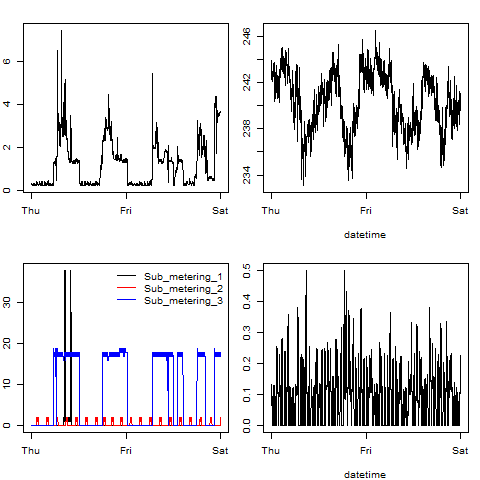 0 2 4 6
Thu Fri Sat
234 238 242 246
Thu Fri Sat
datetime
0 10 20 30
Sub_metering_1
Sub_metering_2
Sub_metering_3
Thu Fri Sat
0.0 0.1 0.2 0.3 0.4 0.5
Thu Fri Sat
datetime